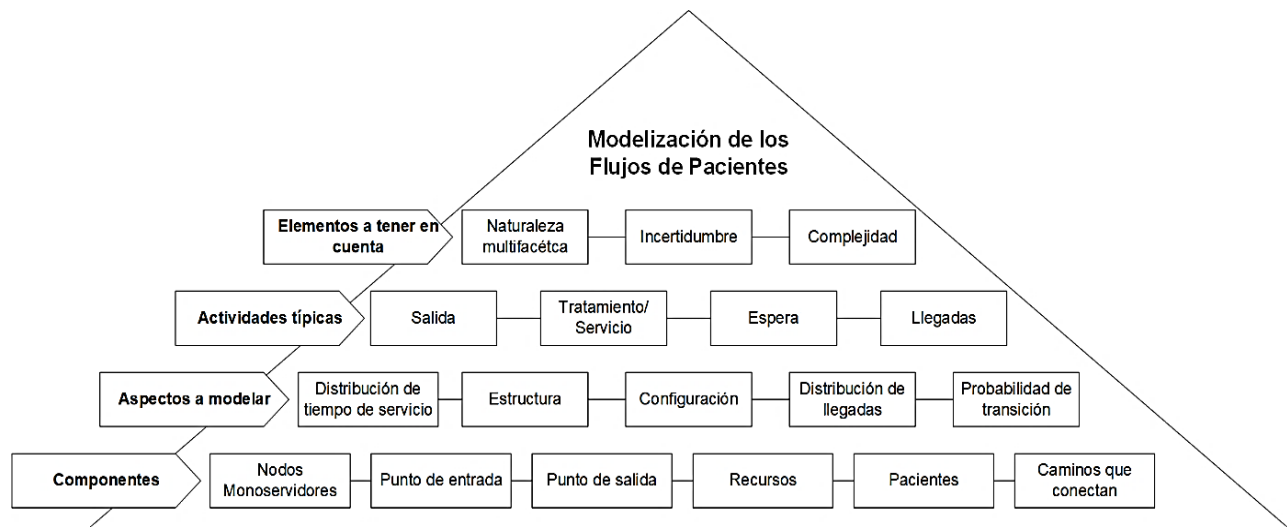 Modelización de los
Flujos de Pacientes
Elementos a tener en
cuenta
Naturaleza
multifacétca
Incertidumbre
Complejidad
Actividades típicas
Salida
Tratamiento/
Servicio
Espera
Llegadas
Aspectos a modelar
Distribución de
tiempo de servicio
Estructura
Configuración
Distribución de
llegadas
Probabilidad de
transición
Componentes
Nodos
Monoservidores
Punto de entrada
Punto de salida
Recursos
Pacientes
Caminos que
conectan